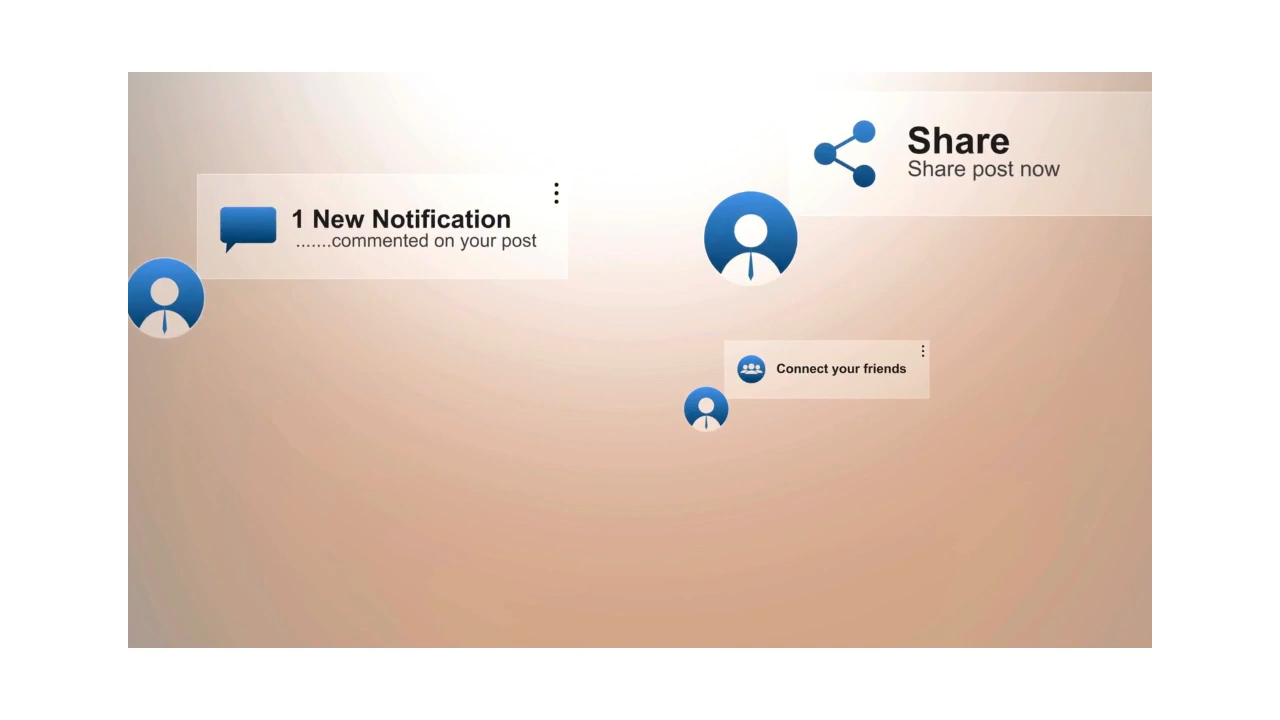 Share
Share post now
1 New Notification
.......commented on your post
Connect your friends